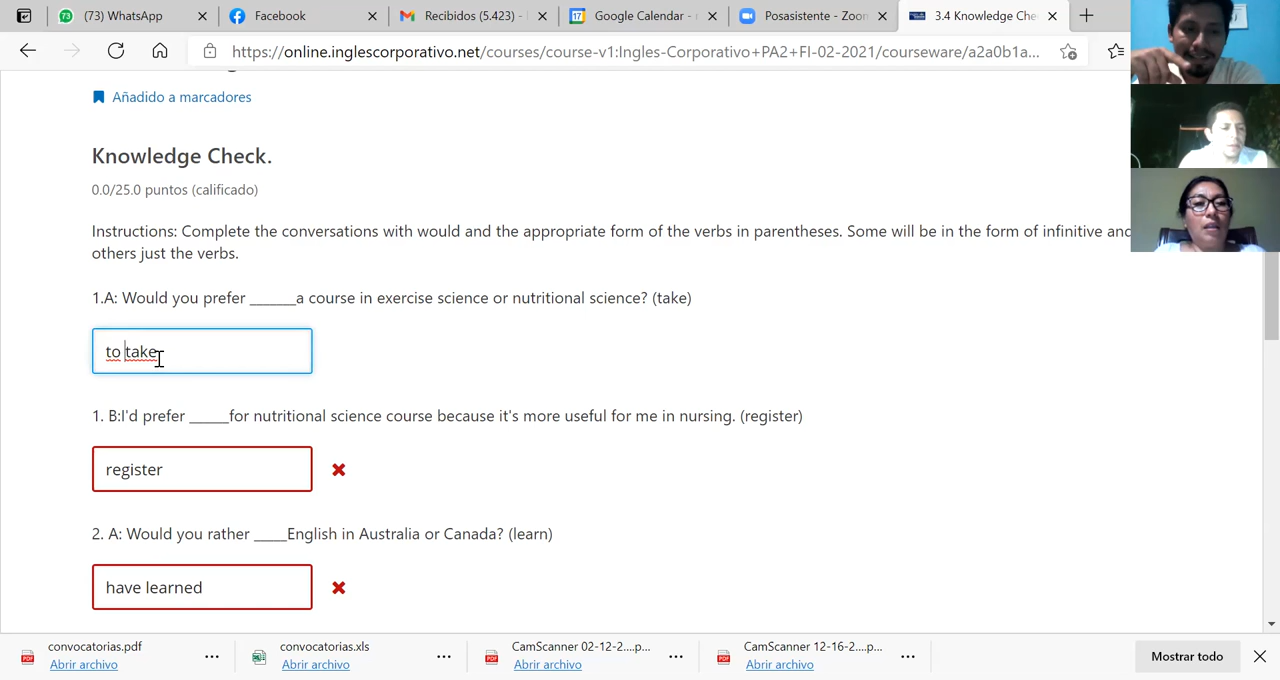 (73) WhatsApp
Facebook
Recibidos (5.423) -
Google Calendar -
Posasistente - Zoom
3.4 Knowledge Che
https://online.inglescorporativo.net/courses/course-v1:Ingles-Corporativo+PA2+FI-02-2021/courseware/a2a0b1a...
Añadido a marcadores
Knowledge Check.
0.0/25.0 puntos (calificado)
Instructions: Complete the conversations with would and the appropriate form of the verbs in parentheses. Some will be in the form of infinitive and
others just the verbs.
1.A: Would you prefer _______a course in exercise science or nutritional science? (take)
to take
1. B:I'd prefer ______for nutritional science course because it's more useful for me in nursing. (register)
register
2. A: Would you rather _____English in Australia or Canada? (learn)
have learned
convocatorias.pdf
Abrir archivo
convocatorias.xls
Abrir archivo
CamScanner 02-12-2....p...
Abrir archivo
CamScanner 12-16-2....p...
Abrir archivo
Mostrar todo